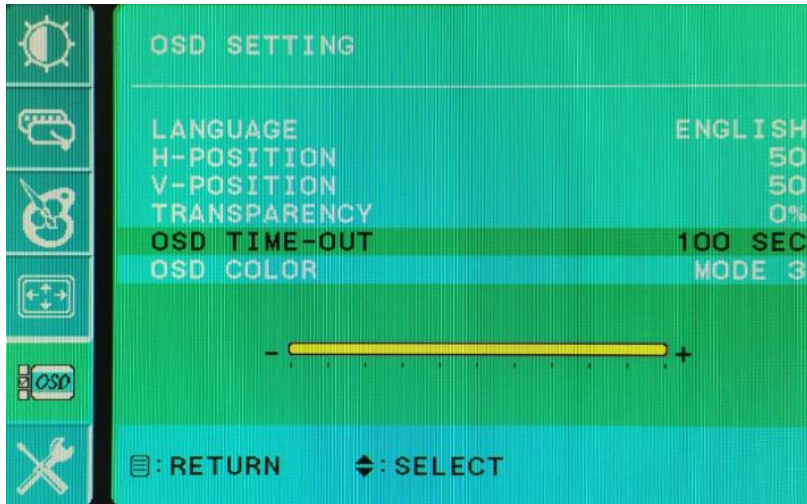 OSD SETTING
LANGUAGE ENGLISH
H-POSITION 50
V-POSITION 50
TRANSPARENCY 0%
OSD TIME-OUT 100 SEC
OSD COLOR MODE 3
- +
OSD
: RETURN : SELECT